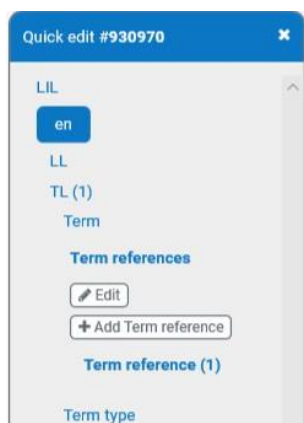 Quick edit #930970
LIL
en
LL
TL (1)
Term
Term references
Edit
+ Add Term reference
Term reference (1)
Term type